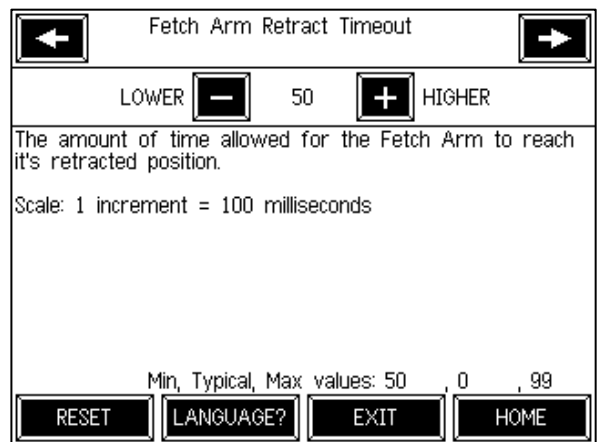 Fetch Arm Retract Timeout
LOWER - 50 + HIGHER
The amount of time allowed for the Fetch Arm to reach
it's retracted position.
Scale: 1 increment = 100 milliseconds
Min, Typical, Max values: 50 , 0 , 99
RESET LANGUAGE? EXIT HOME